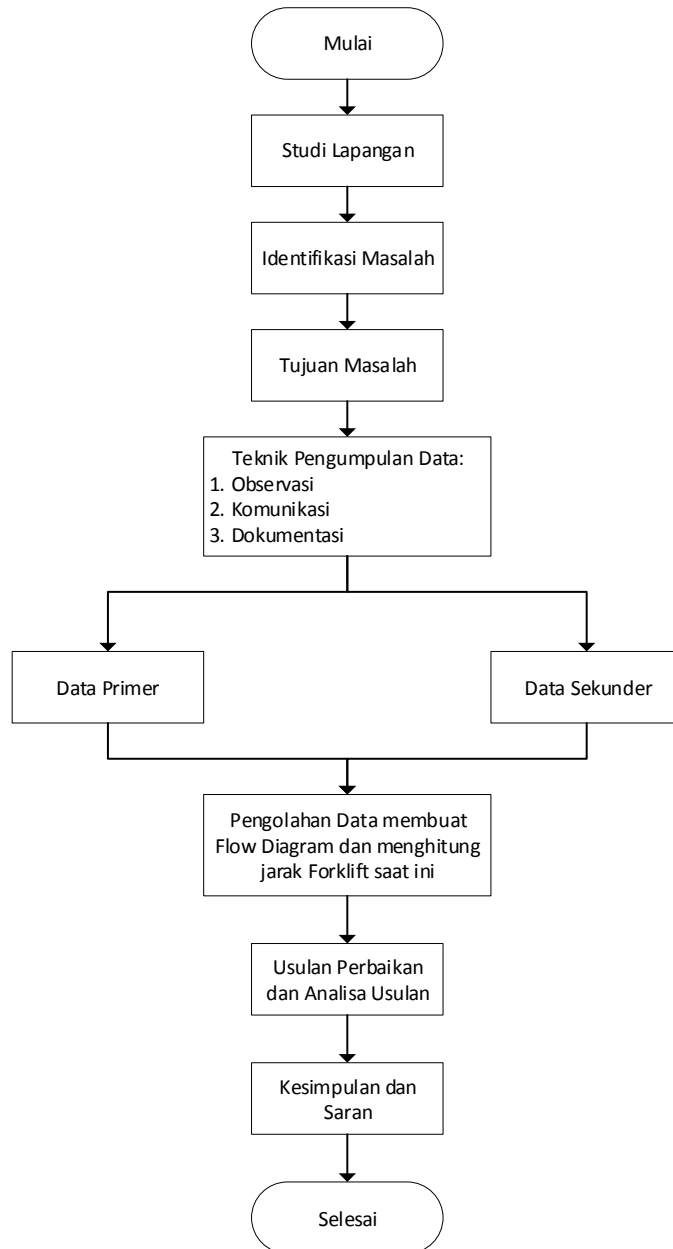 Mulai
Studi Lapangan
Identifikasi Masalah
Tujuan Masalah
Teknik Pengumpulan Data:
1. Observasi
2. Komunikasi
3. Dokumentasi
Data Primer
Data Sekunder
Pengolahan Data membuat
Flow Diagram dan menghitung
jarak Forklift saat ini
Usulan Perbaikan
dan Analisa Usulan
Kesimpulan dan
Saran
Selesai